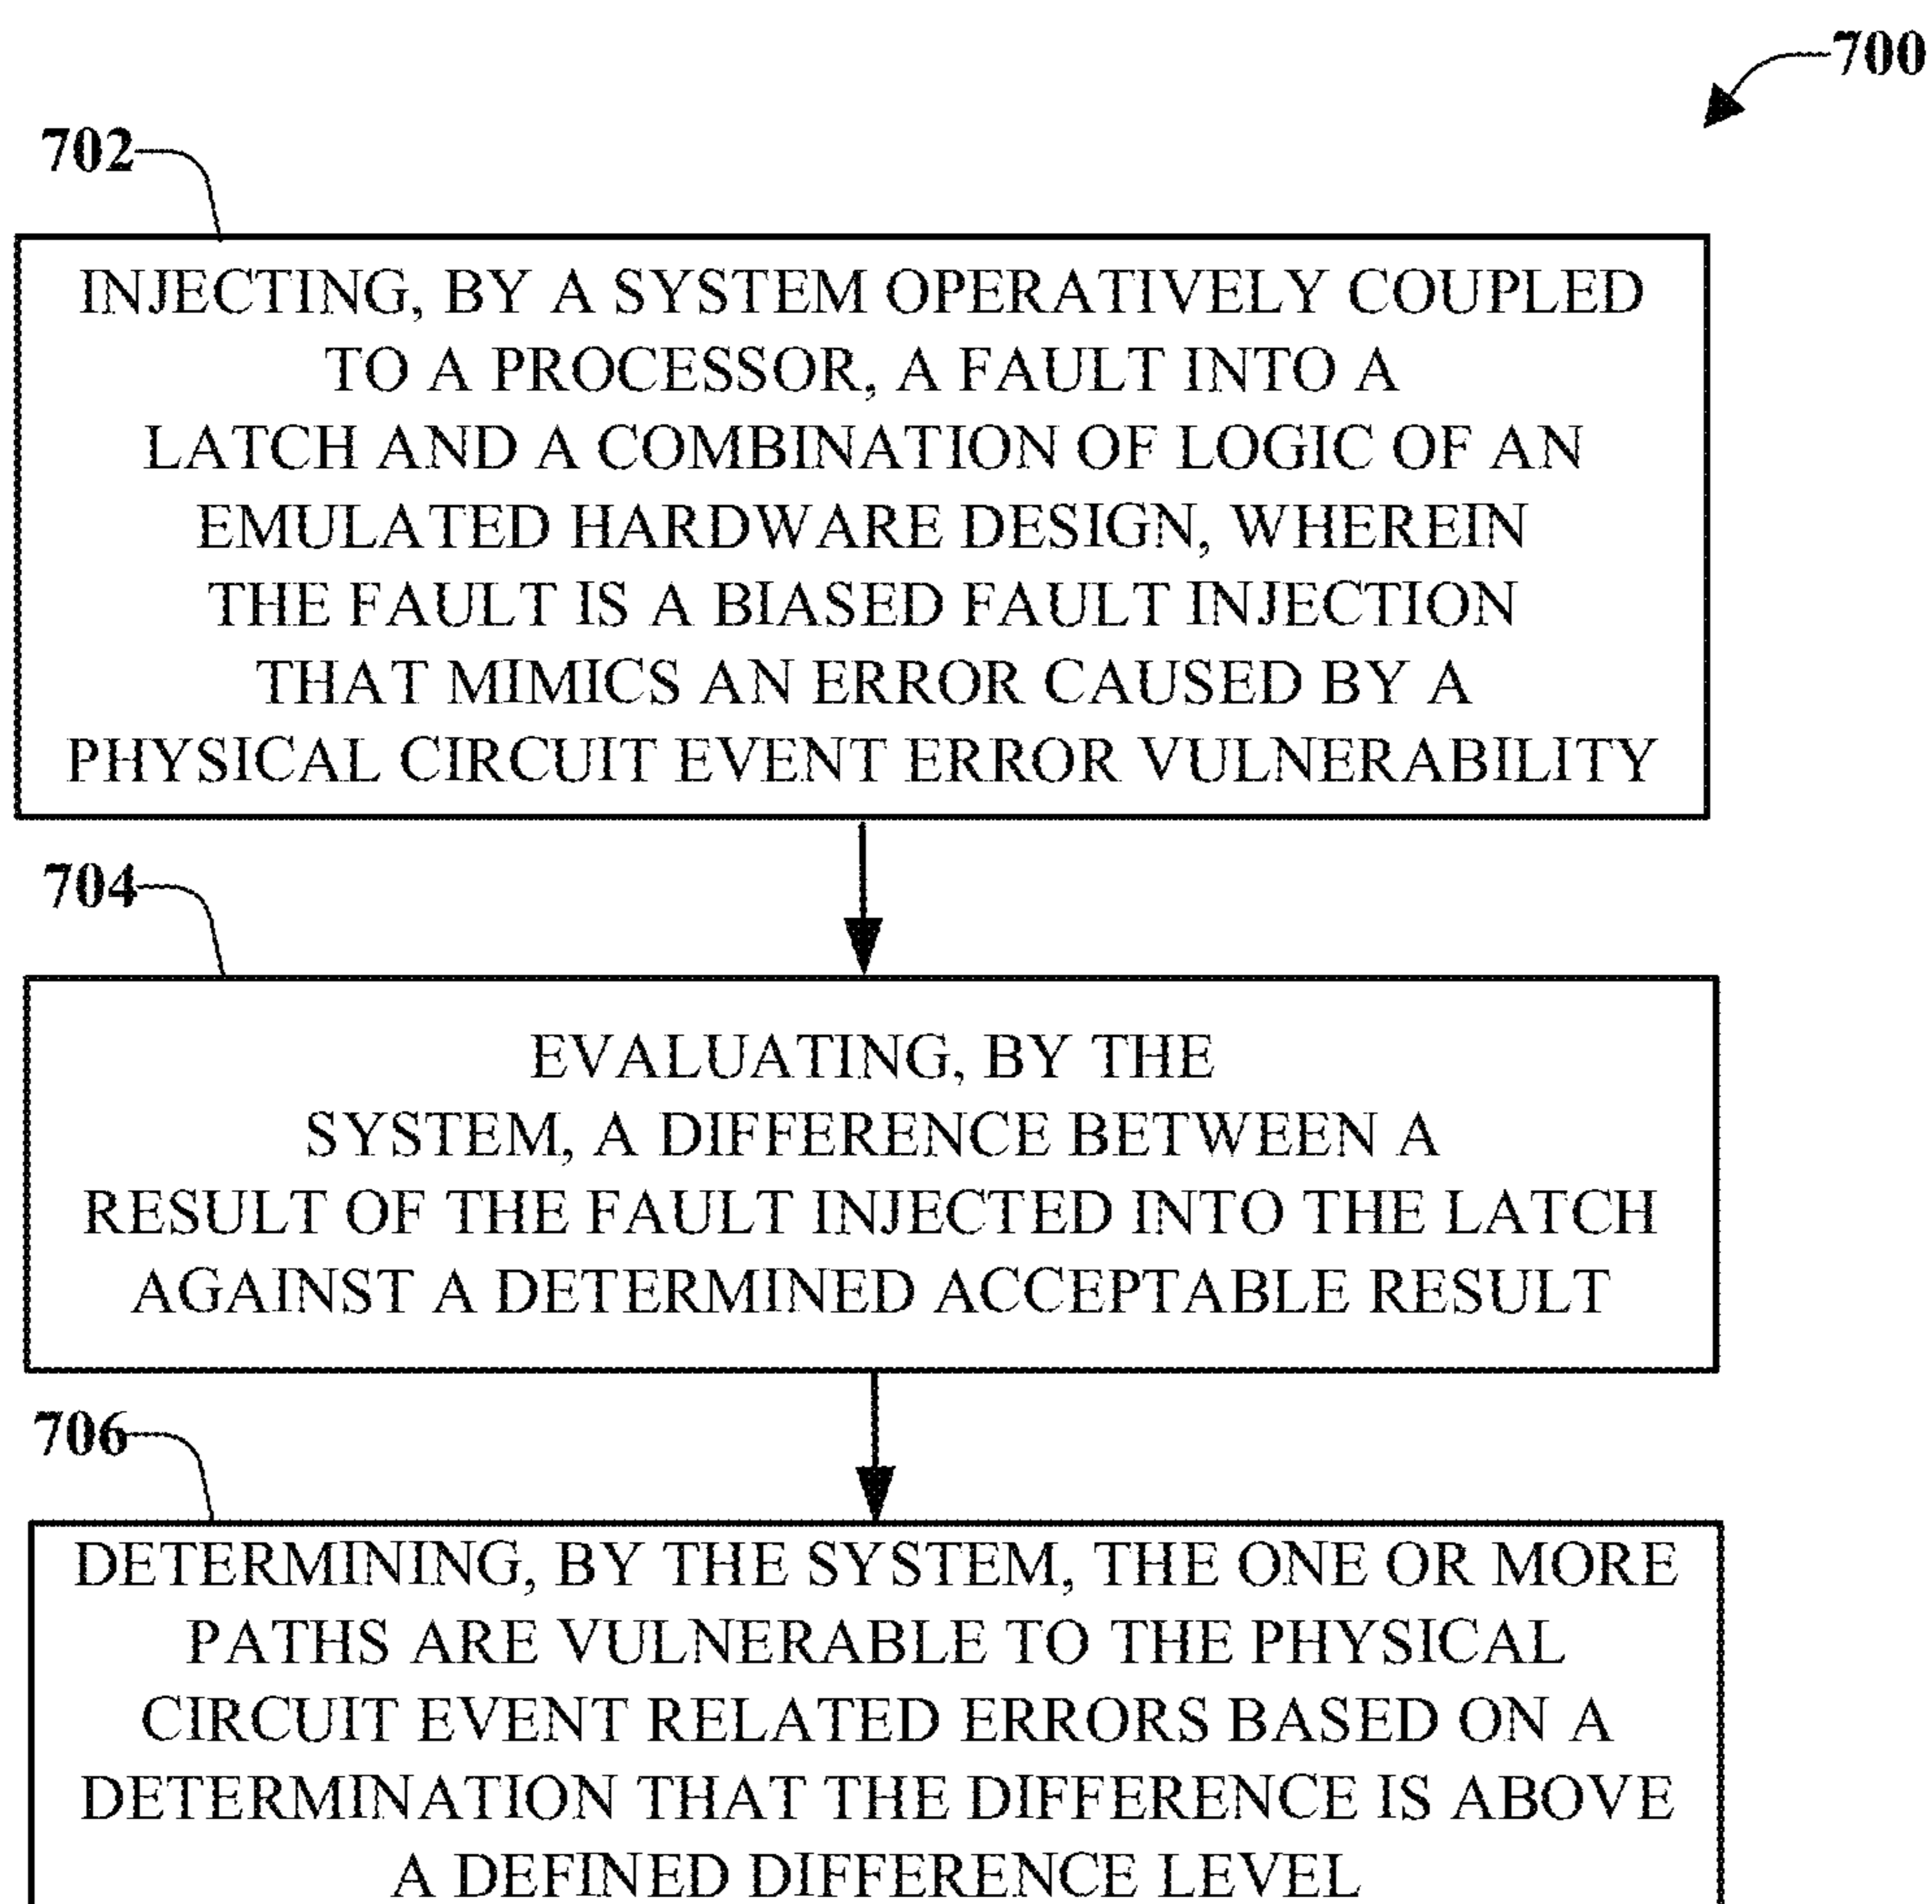 700
702
INJECTING, BY A SYSTEM OPERATIVELY COUPLED
TO A PROCESSOR, A FAULT INTO A
LATCH AND A COMBINATION OF LOGIC OF AN
EMULATED HARDWARE DESIGN, WHEREIN
THE FAULT IS A BIASED FAULT INJECTION
THAT MIMICS AN ERROR CAUSED BY A
PHYSICAL CIRCUIT EVENT ERROR VULNERABILITY
704
EVALUATING, BY THE
SYSTEM, A DIFFERENCE BETWEEN A
RESULT OF THE FAULT INJECTED INTO THE LATCH
AGAINST A DETERMINED ACCEPTABLE RESULT
706
DETERMINING, BY THE SYSTEM, THE ONE OR MORE
PATHS ARE VULNERABLE TO THE PHYSICAL
CIRCUIT EVENT RELATED ERRORS BASED ON A
DETERMINATION THAT THE DIFFERENCE IS ABOVE
A DEFINED DIFFERENCE LEVEL